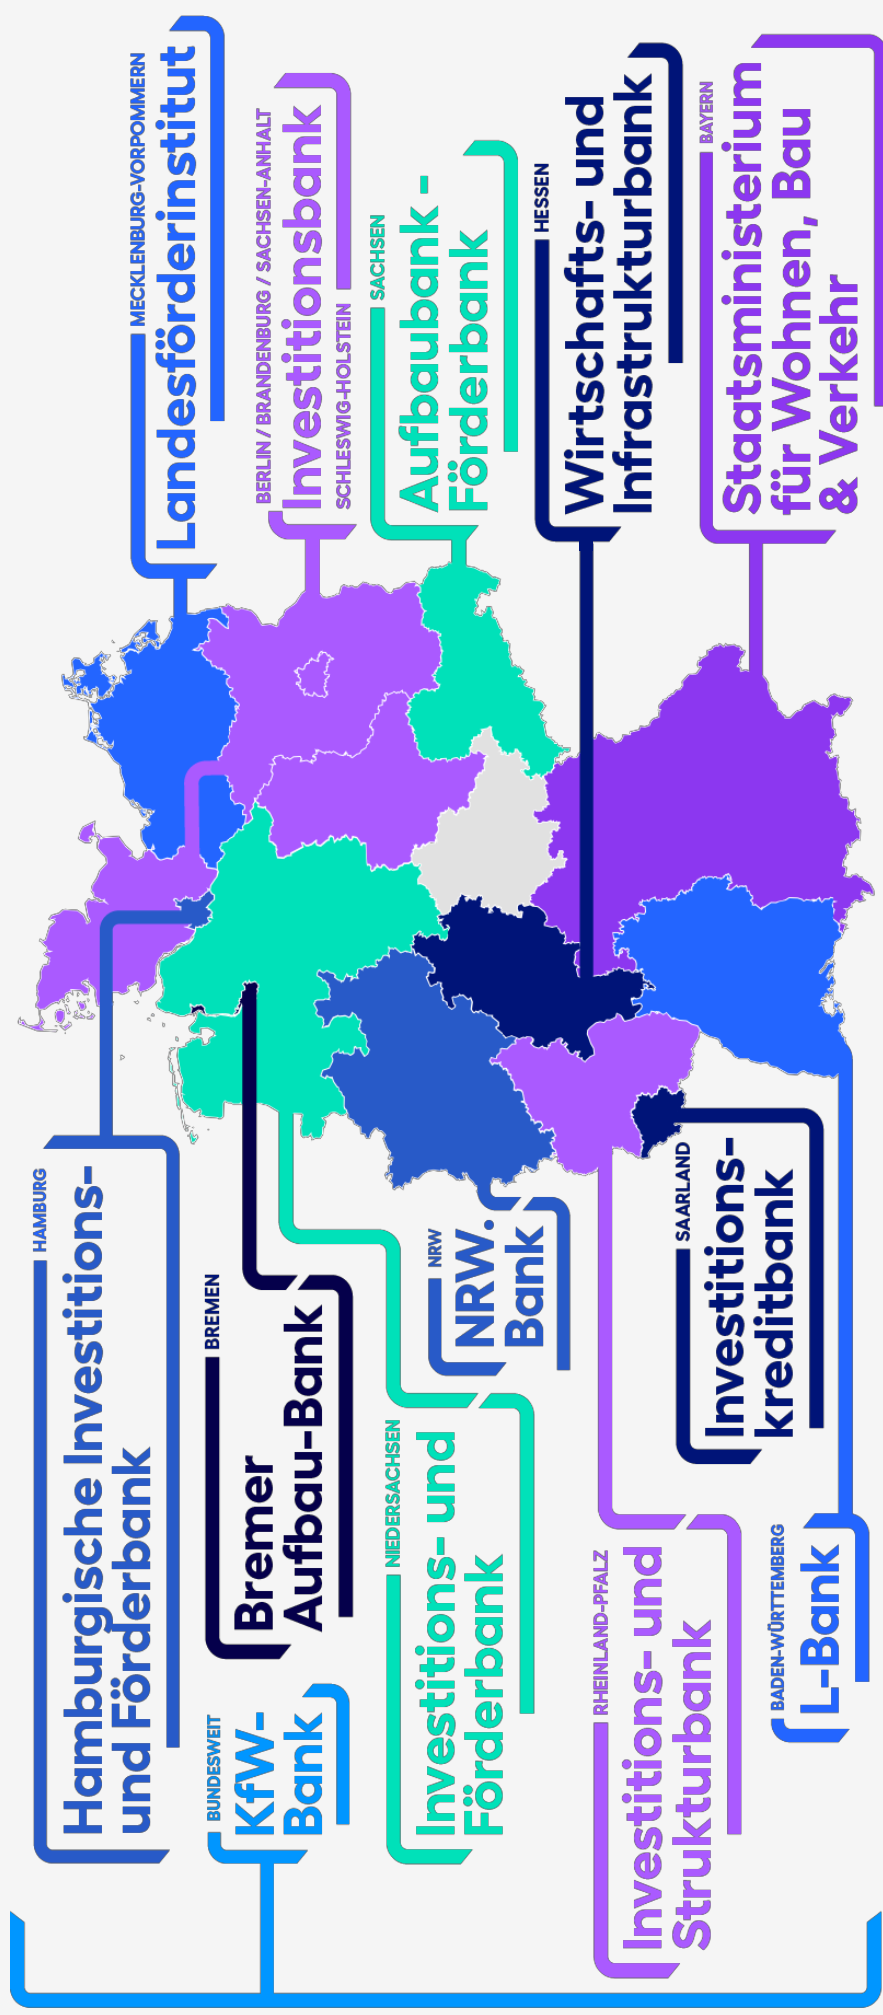 HAMBURG
Hamburgische Investitions-
und Förderbank
BUNDESWEIT
KfW-
Bank
BREMEN
Bremer
Aufbau-Bank
NIEDERSACHSEN
Investitions- und
Förderbank
NRW
NRW.
Bank
RHEINLAND-PFALZ
Investitions- und
Strukturbank
SAARLAND
Investitions-
kreditbank
BADEN-WÜRTTEMBERG
L-Bank
MECKLENBURG-VORPOMMERN
Landesförderinstitut
BERLIN / BRANDENBURG / SACHSEN-ANHALT
Investitionsbank
SCHLESWIG-HOLSTEIN
SACHSEN
Aufbaubank -
Förderbank
HESSEN
Wirtschafts- und
Infrastrukturbank
BAYERN
Staatsministerium
für Wohnen, Bau
& Verkehr